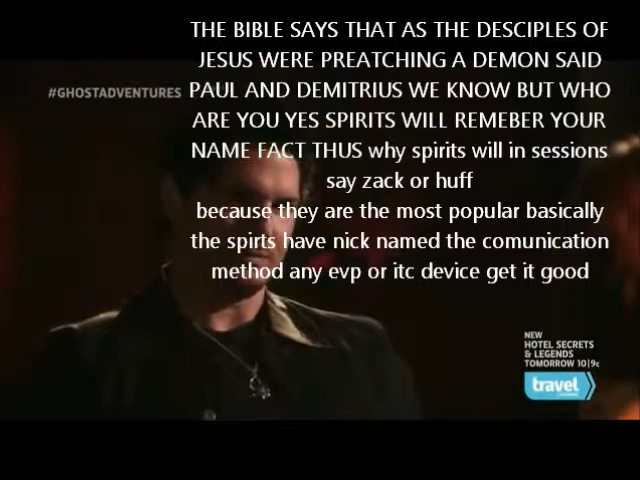 THE BIBLE SAYS THAT AS THE DESCIPLES OF
JESUS WERE PREATCHING A DEMON SAID
#GHOSTADVENTURES PAUL AND DEMITRIUS WE KNOW BUT WHO
ARE YOU YES SPIRITS WILL REMEBER YOUR
NAME FACT THUS why spirits will in sessions
say zack or huff
because they are the most popular basically
the spirts have nick named the comunication
method any evp or itc device get it good
NEW
HOTEL SECRETS
& LEGENDS
TOMORROW 10|9c
travel
CHANNEL